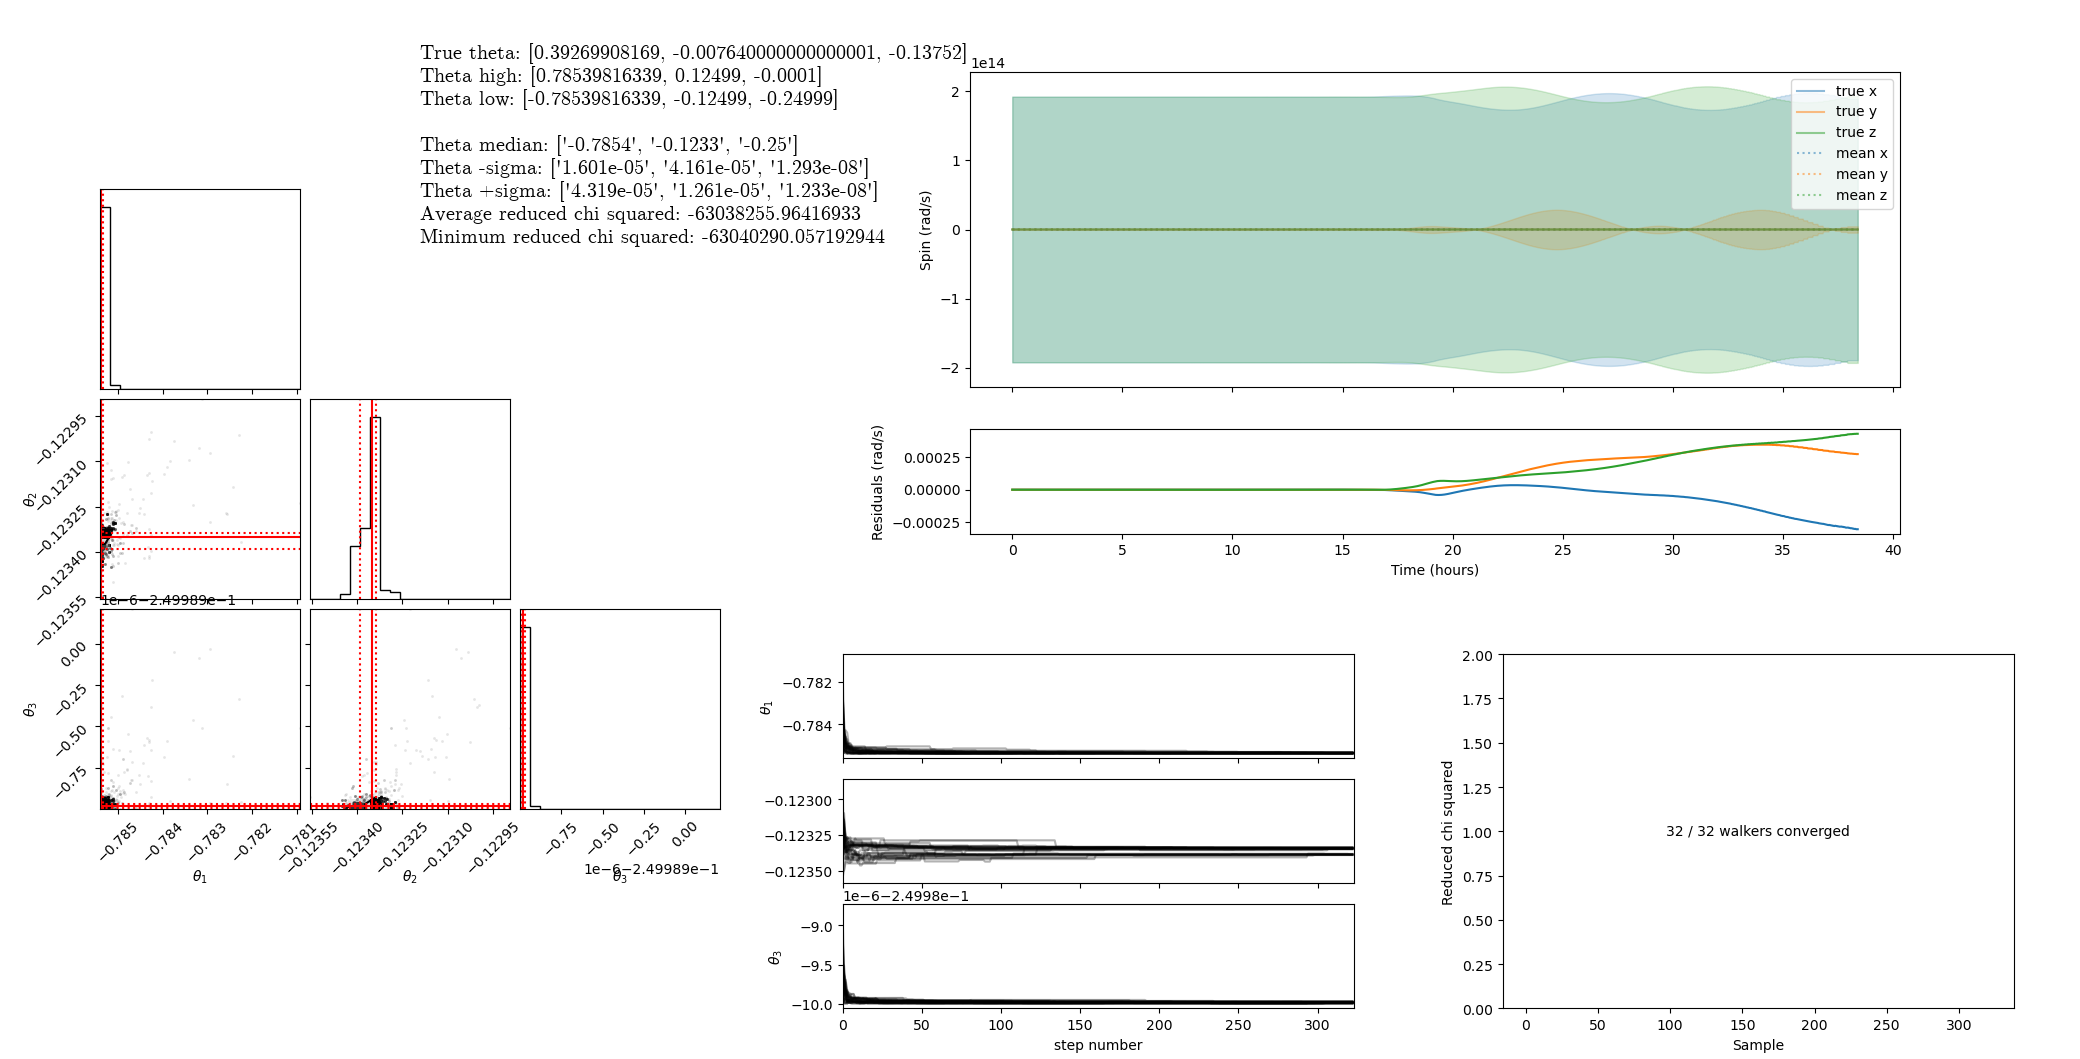 True theta: [0.39269908169, -0.007640000000000001, -0.13752]
Theta high: [0.78539816339, 0.12499, -0.0001]
Theta low: [-0.78539816339, -0.12499, -0.24999]
Theta median: ['-0.7854', '-0.1233', '-0.25']
Theta -sigma: ['1.601e-05', '4.161e-05', '1.293e-08']
Theta +sigma: ['4.319e-05', '1.261e-05', '1.233e-08']
Average reduced chi squared: -63038255.96416933
Minimum reduced chi squared: -63040290.057192944
1e14
2
1
0
−1
−2
Spin (rad/s)
true x
true y
true z
mean x
mean y
mean z
0.00025
0.00000
−0.00025
Residuals (rad/s)
0 5 10 15 20 25 30 35 40
Time (hours)
−0.12295
−0.12310
−0.12325
−0.12340
−0.12355
θ2
1e−6−2.49989e−1
0.00
−0.25
−0.50
−0.75
θ3
−0.785 −0.784 −0.783 −0.782 −0.781
θ1
−0.12355 −0.12340 −0.12325 −0.12310 −0.12295
θ2
−0.75 −0.50 −0.25 0.00
1e−6−2.49989e−1
θ3
−0.782
−0.784
θ1
−0.12300
−0.12325
−0.12350
1e−6−2.4998e−1
−9.0
−9.5
−10.0
θ3
0 50 100 150 200 250 300
step number
2.00
1.75
1.50
1.25
1.00
0.75
0.50
0.25
0.00
Reduced chi squared
32 / 32 walkers converged
0 50 100 150 200 250 300
Sample